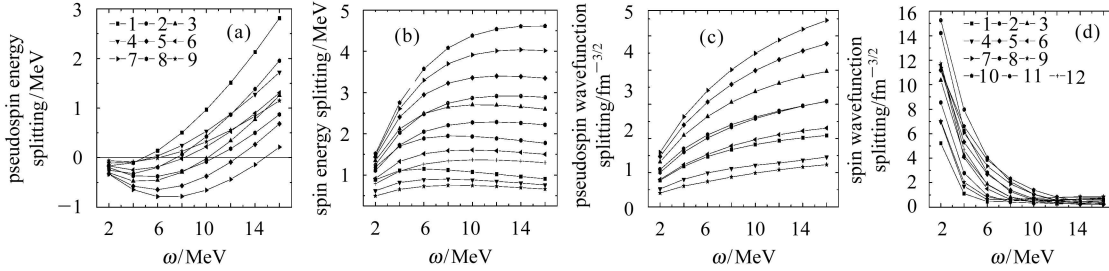 pseudospin energy
splitting/MeV
3
2
1
0
−1
(a)
1 2 3
4 5 6
7 8 9
2 6 10 14
ω/MeV
spin energy splitting/MeV
5
4
3
2
1
0
(b)
2 6 10 14
ω/MeV
pseudospin wavefunction
splitting/fm−3/2
5
4
3
2
1
0
(c)
2 6 10 14
ω/MeV
spin wavefunction
splitting/fm−3/2
16
14
12
10
8
6
4
2
0
(d)
1 2 3
4 5 6
7 8 9
10 11 12
2 6 10 14
ω/MeV